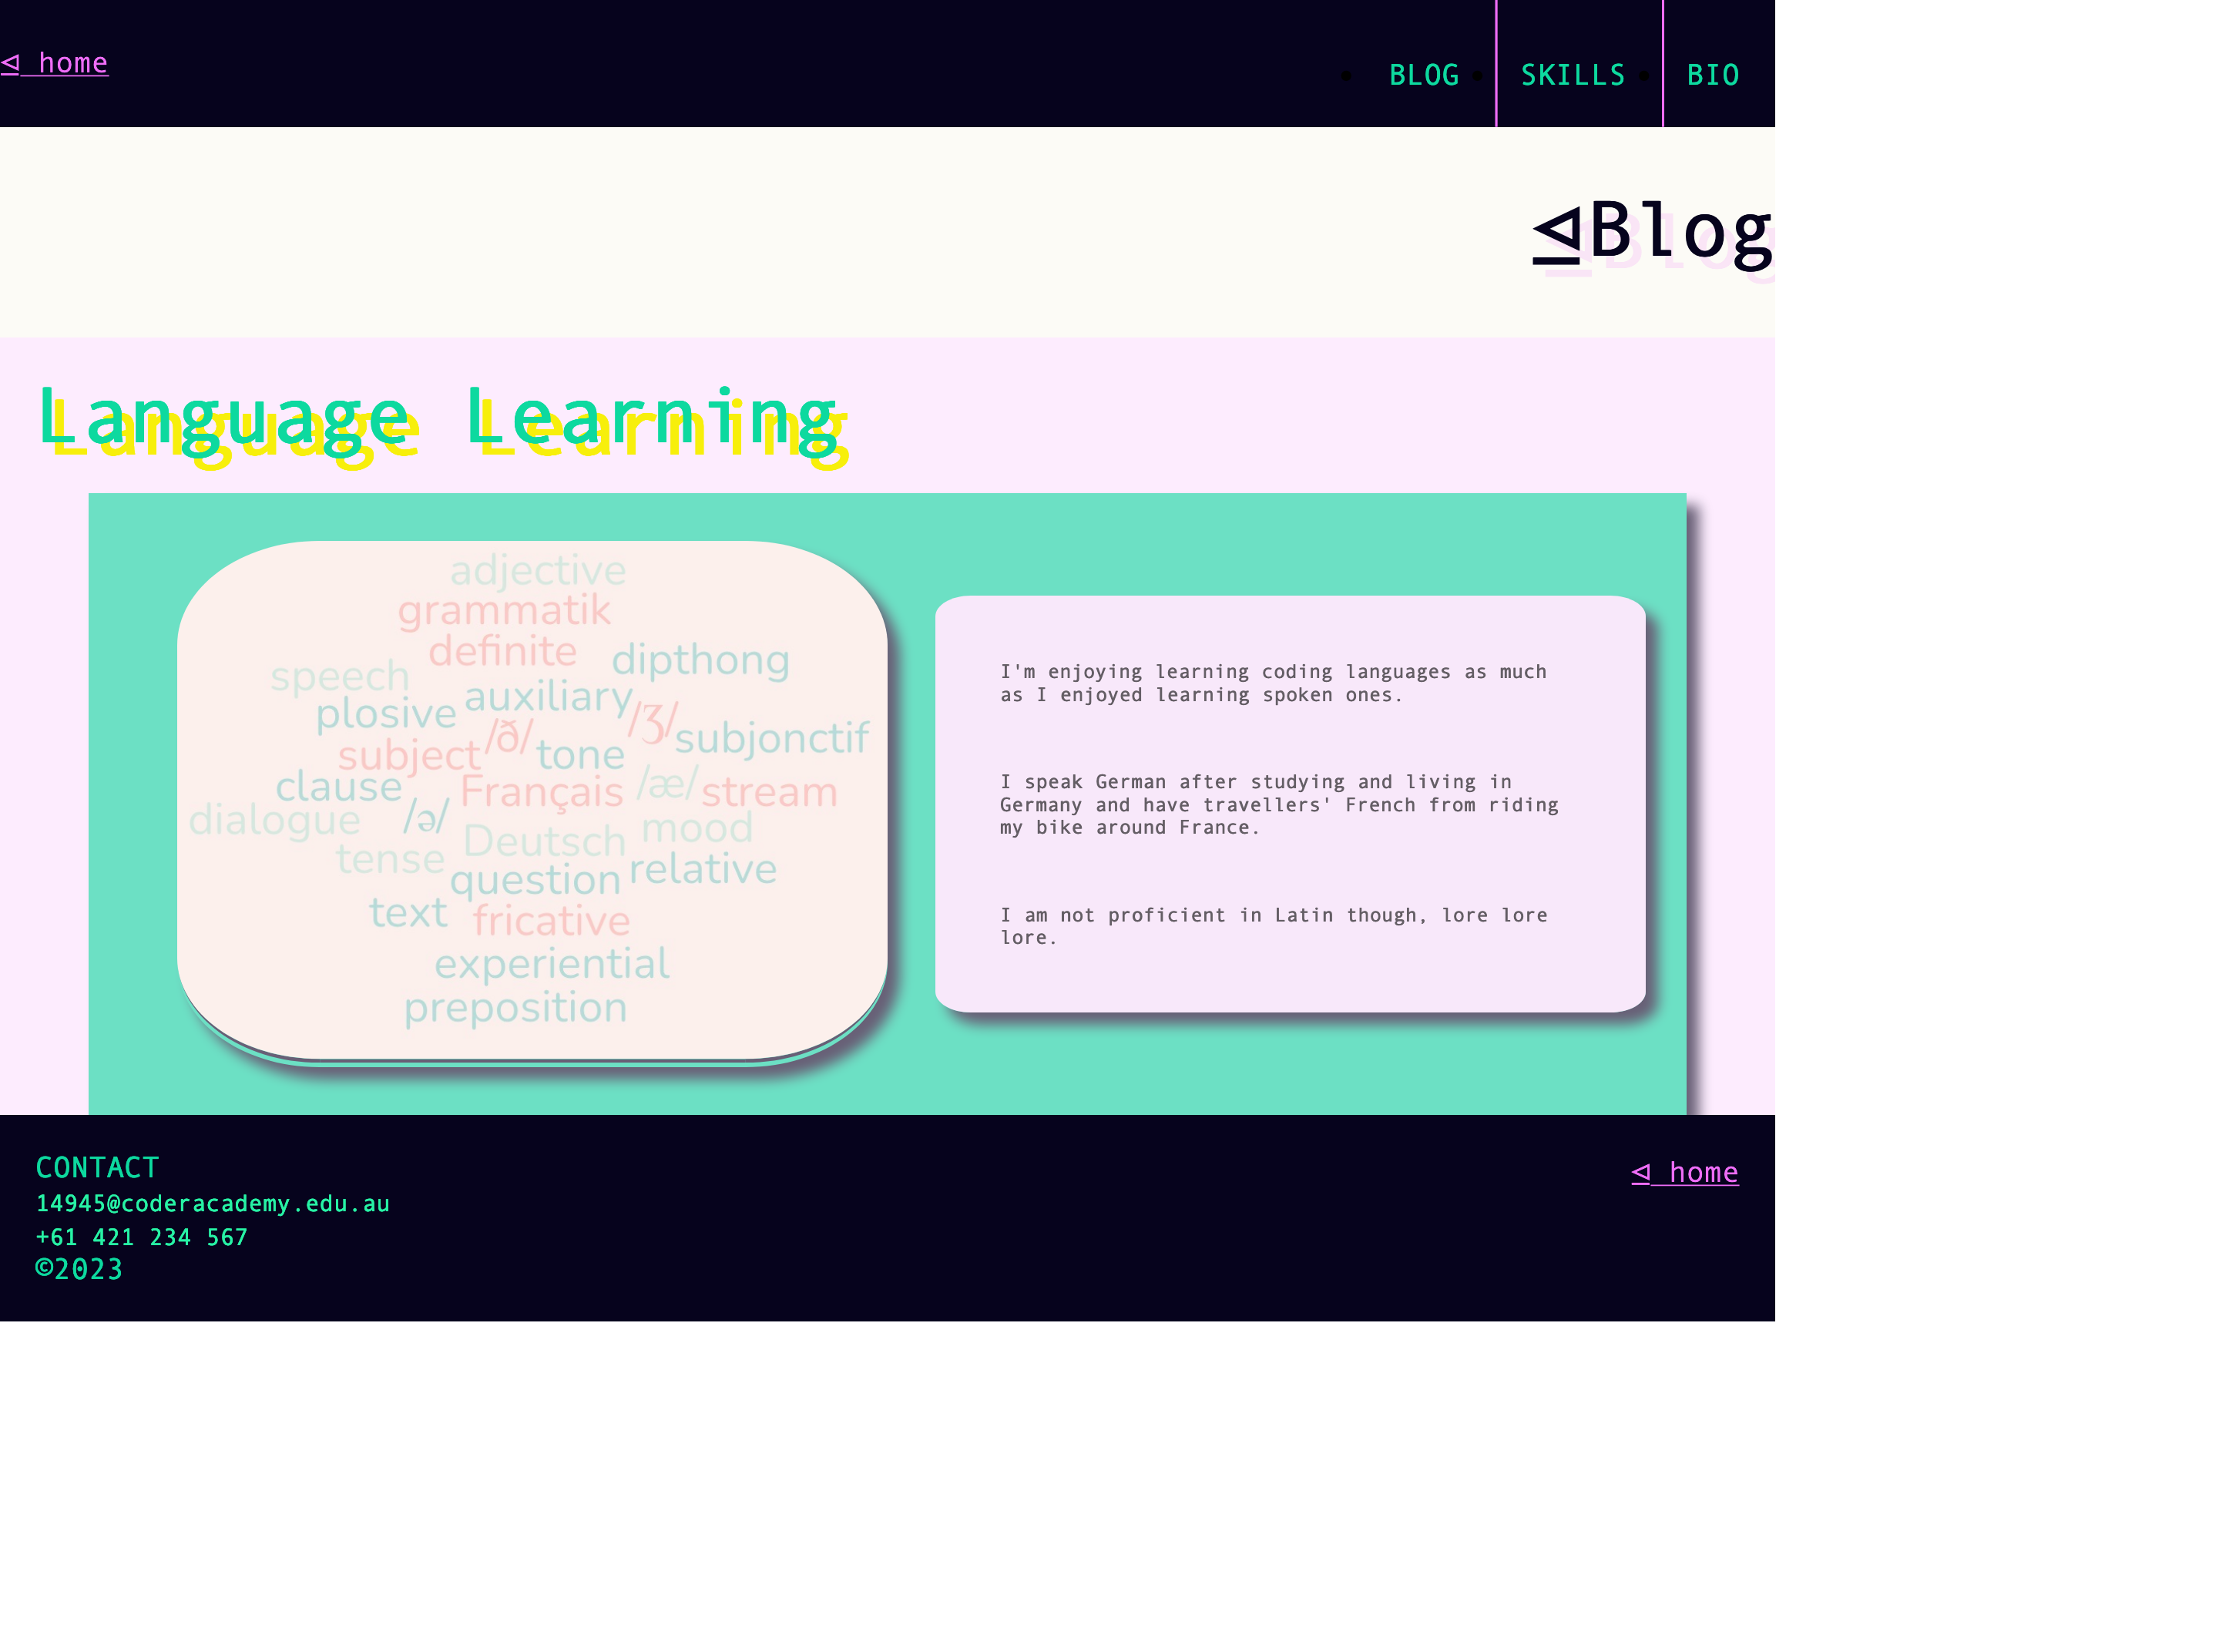 ⊴ home
BLOG
SKILLS
BIO
⊴Blog
Language Learning
adjective
grammatik
definite
dipthong
speech
auxiliary
plosive
/ʒ/
/ð/
subjonctif
subject
tone
clause
Français
/æ/
stream
dialogue
/ə/
Deutsch
mood
tense
question
relative
text
fricative
experiential
preposition
I'm enjoying learning coding languages as much
as I enjoyed learning spoken ones.
I speak German after studying and living in
Germany and have travellers' French from riding
my bike around France.
I am not proficient in Latin though, lore lore
lore.
CONTACT
14945@coderacademy.edu.au
+61 421 234 567
©2023
⊴ home